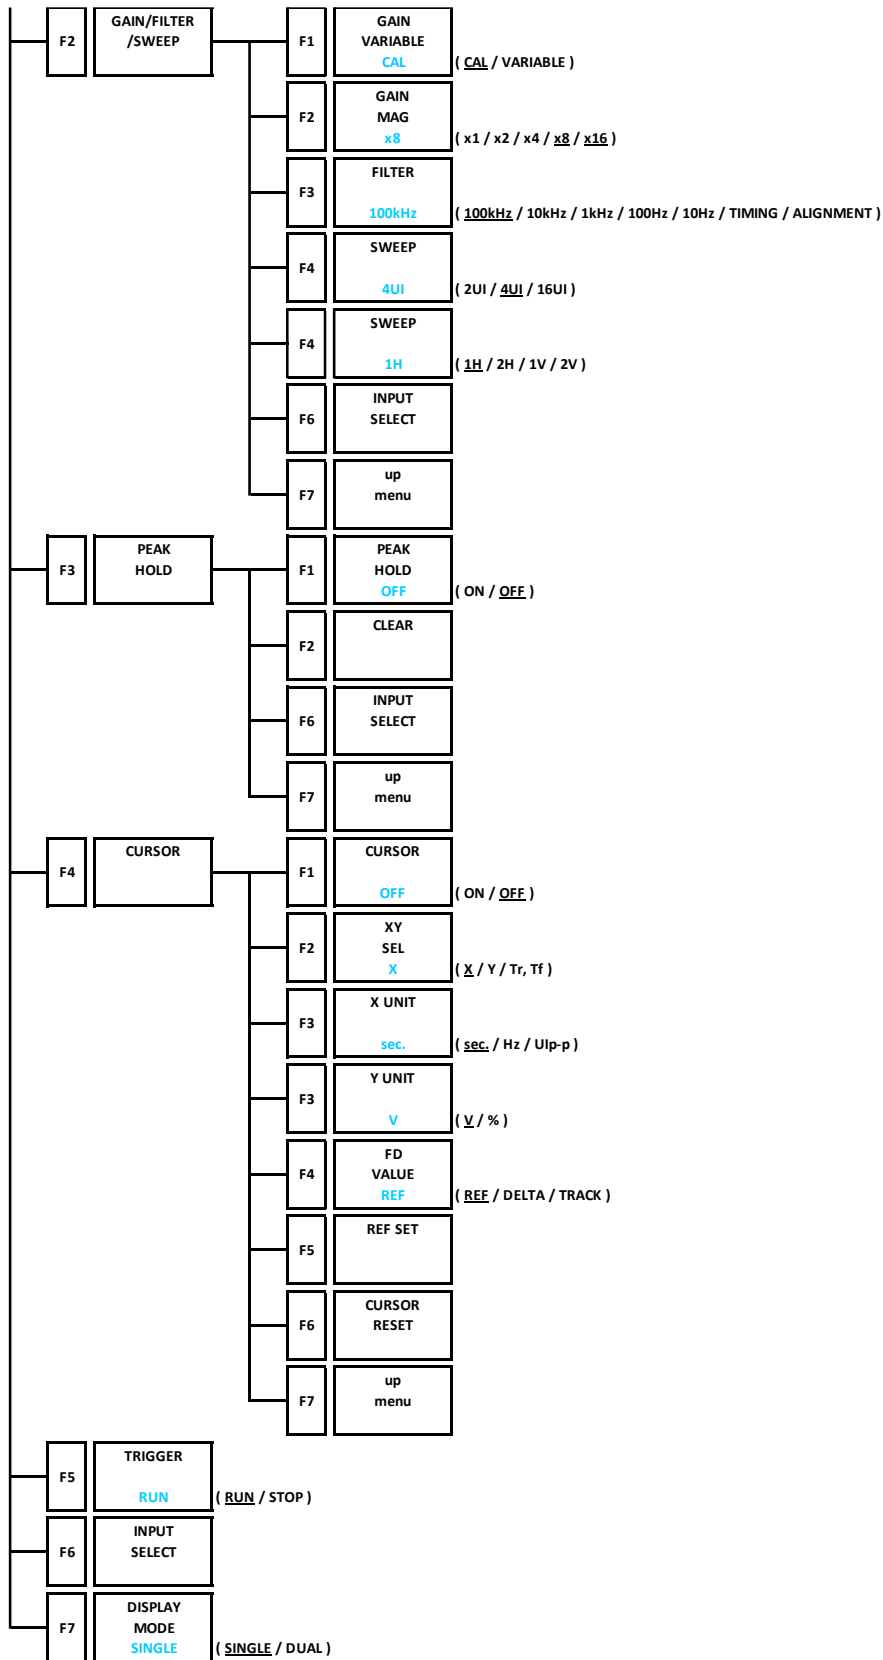 F2
GAIN/FILTER
/SWEEP
F1
GAIN
VARIABLE
CAL
( CAL / VARIABLE )
F2
GAIN
MAG
x8
( x1 / x2 / x4 / x8 / x16 )
F3
FILTER
100kHz
( 100kHz / 10kHz / 1kHz / 100Hz / 10Hz / TIMING / ALIGNMENT )
F4
SWEEP
4UI
( 2UI / 4UI / 16UI )
F4
SWEEP
1H
( 1H / 2H / 1V / 2V )
F6
INPUT
SELECT
F7
up
menu
F3
PEAK
HOLD
F1
PEAK
HOLD
OFF
( ON / OFF )
F2
CLEAR
F6
INPUT
SELECT
F7
up
menu
F4
CURSOR
F1
CURSOR
OFF
( ON / OFF )
F2
XY
SEL
X
( X / Y / Tr, Tf )
F3
X UNIT
sec.
( sec. / Hz / UIp-p )
F3
Y UNIT
V
( V / % )
F4
FD
VALUE
REF
( REF / DELTA / TRACK )
F5
REF SET
F6
CURSOR
RESET
F7
up
menu
F5
TRIGGER
RUN
( RUN / STOP )
F6
INPUT
SELECT
F7
DISPLAY
MODE
SINGLE
( SINGLE / DUAL )